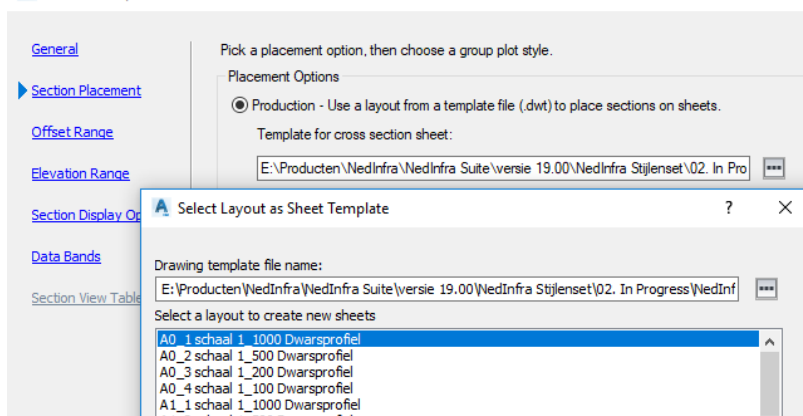 General
Pick a placement option, then choose a group plot style.
Placement Options
Section Placement
Production - Use a layout from a template file (.dwt) to place sections on sheets.
Offset Range
Template for cross section sheet:
Elevation Range
E:\Producten\NedInfra\NedInfra Suite\versie 19.00\NedInfra Stijlenset\02. In Pro
Section Display Op
Select Layout as Sheet Template
?
Data Bands
Drawing template file name:
E:\Producten\NedInfra\NedInfra Suite\versie 19.00\NedInfra Stijlenset\02. In Progress\NedInf
Section View Table
Select a layout to create new sheets
A0_1 schaal 1_1000 Dwarsprofiel
A0_2 schaal 1_500 Dwarsprofiel
A0_3 schaal 1_200 Dwarsprofiel
A0_4 schaal 1_100 Dwarsprofiel
A1_1 schaal 1_1000 Dwarsprofiel